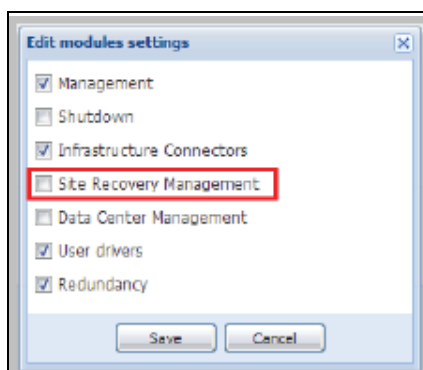 Edit modules settings
Management
Shutdown
Infrastructure Connectors
Site Recovery Management
Data Center Management
User drivers
Redundancy
Save Cancel